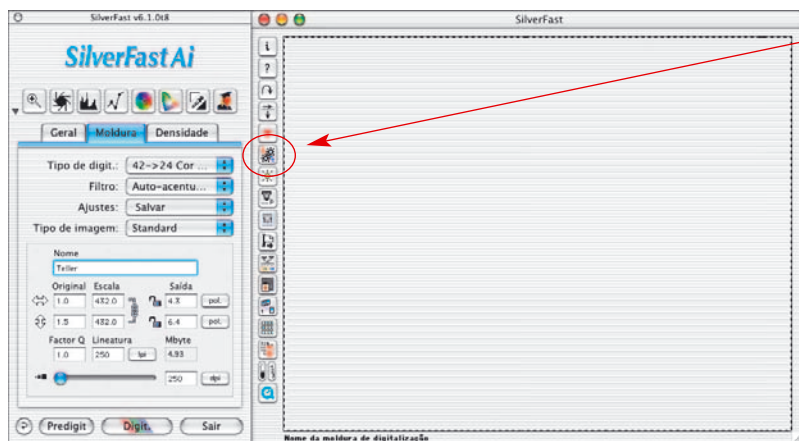 SilverFast v6.1.0t8
SilverFast Ai
Geral Moldura Densidade
Tipo de digit.: 42->24 Cor ...
Filtro: Auto-acentu...
Ajustes: Salvar
Tipo de imagem: Standard
Nome
Teller
Original Escala Saída
1.0 432.0 4.3 pol.
1.5 432.0 6.4 pol.
Factor Q Lineatura Mbyte
1.0 250 lpi 4.93
250 dpi
Predigit Digit. Sair
SilverFast
i
?
Nome da moldura de digitalização